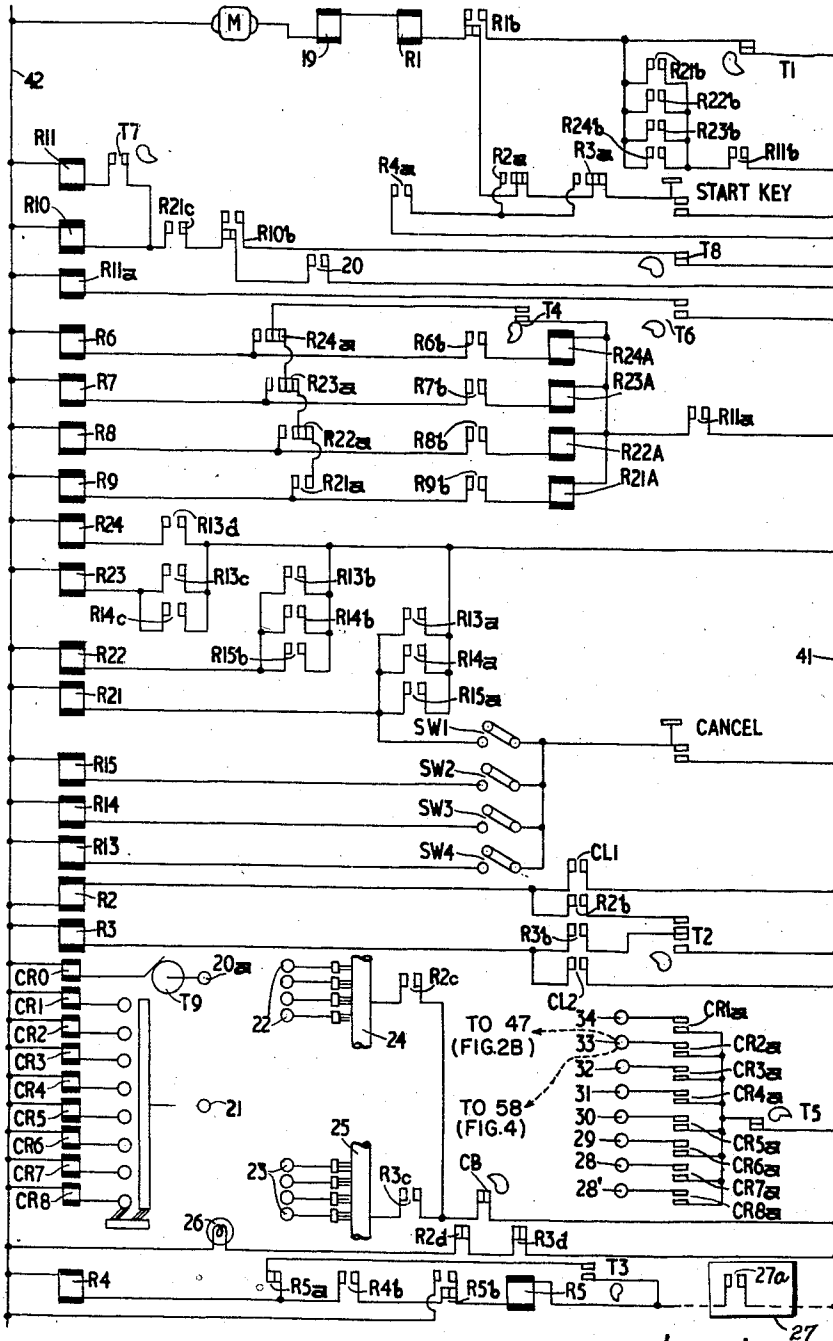 M
R1b
19
R1
T1
42
R21b
R22b
R23b
R24b
R11b
R11
T7
R4a
R2a
R3a
START KEY
R10
R21c
R10b
T8
R11a
20
T6
T4
R6
R24a
R6b
R24A
R7
R23a
R7b
R23A
R8
R22a
R8b
R22A
R11a
R9
R21a
R9b
R21A
R24
R13d
R23
R13c
R13b
R14c
R14b
R13a
R22
R15b
R14a
41
R21
R15a
SW1
CANCEL
R15
SW2
R14
SW3
R13
SW4
CL1
R2
R2b
R3
R3b
T2
CL2
CR0
20a
T9
22
24
R2c
CR1
34
CR1a
TO 47
(FIG.2B)
33
CR2a
CR2
CR3
32
CR3a
CR4
31
CR4a
TO 58
(FIG.4)
T5
CR5
21
25
30
CR5a
CR6
23
29
CR6a
CR7
R3c
CB
28
CR7a
CR8
28'
CR8a
26
R2d
R3d
T3
27a
R4
R5a
R4b
R5b
R5
27